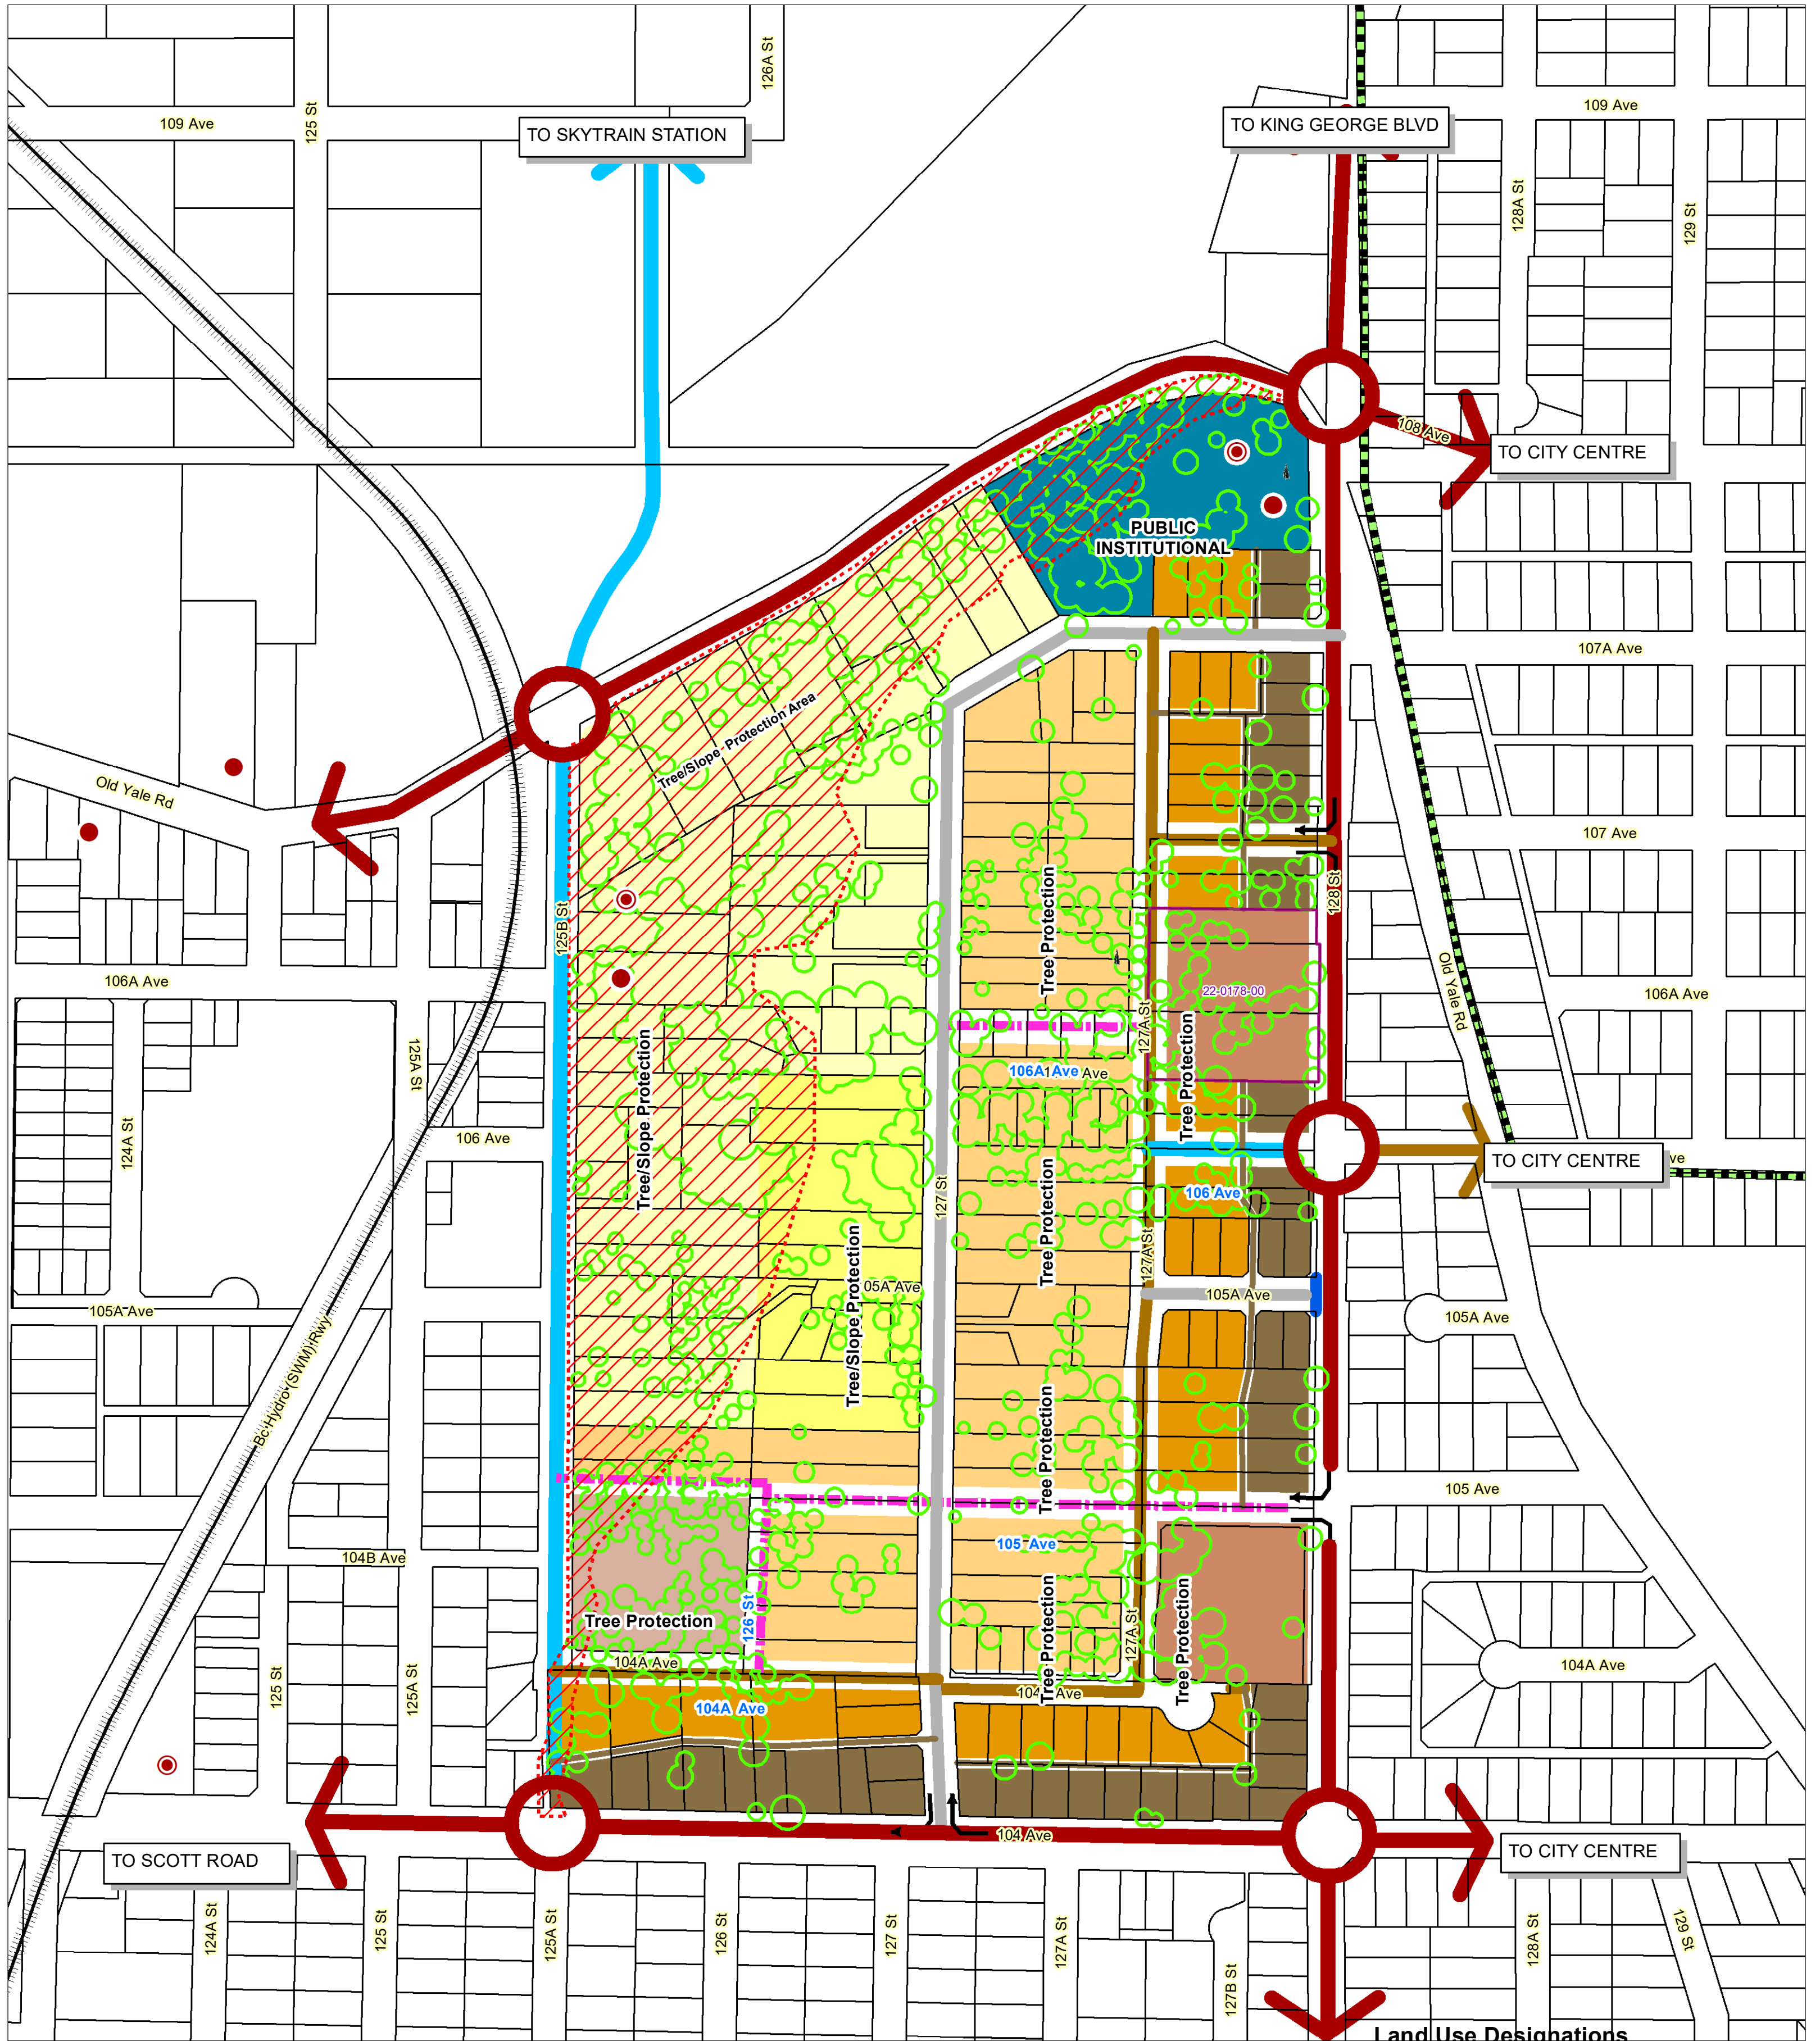 126A St
109 Ave
125 St
TO SKYTRAIN STATION
TO KING GEORGE BLVD
109 Ave
128A St
129 St
108 Ave
TO CITY CENTRE
PUBLIC
INSTITUTIONAL
107A Ave
Tree/Slope Protection Area
Old Yale Rd
107 Ave
128 St
125B St
Tree Protection
106A Ave
Old Yale Rd
106A Ave
22-0178-00
127A St
Tree Protection
125A St
Tree/Slope Protection
106A Ave
Ave
124A St
106 Ave
TO CITY CENTRE
ve
127 St
Tree Protection
106 Ave
127A St
Tree/Slope Protection
05A Ave
105A Ave
105A Ave
105A Ave
Bc Hydro (SWM) Rwy
Tree Protection
105 Ave
105 Ave
104B Ave
126 St
Tree Protection
Tree Protection
127A St
Tree Protection
104A Ave
104A Ave
125 St
125A St
104A Ave
104
Ave
104 Ave
TO SCOTT ROAD
TO CITY CENTRE
124A St
125 St
125A St
126 St
127 St
127A St
127B St
128A St
129 St
Land Use Designations